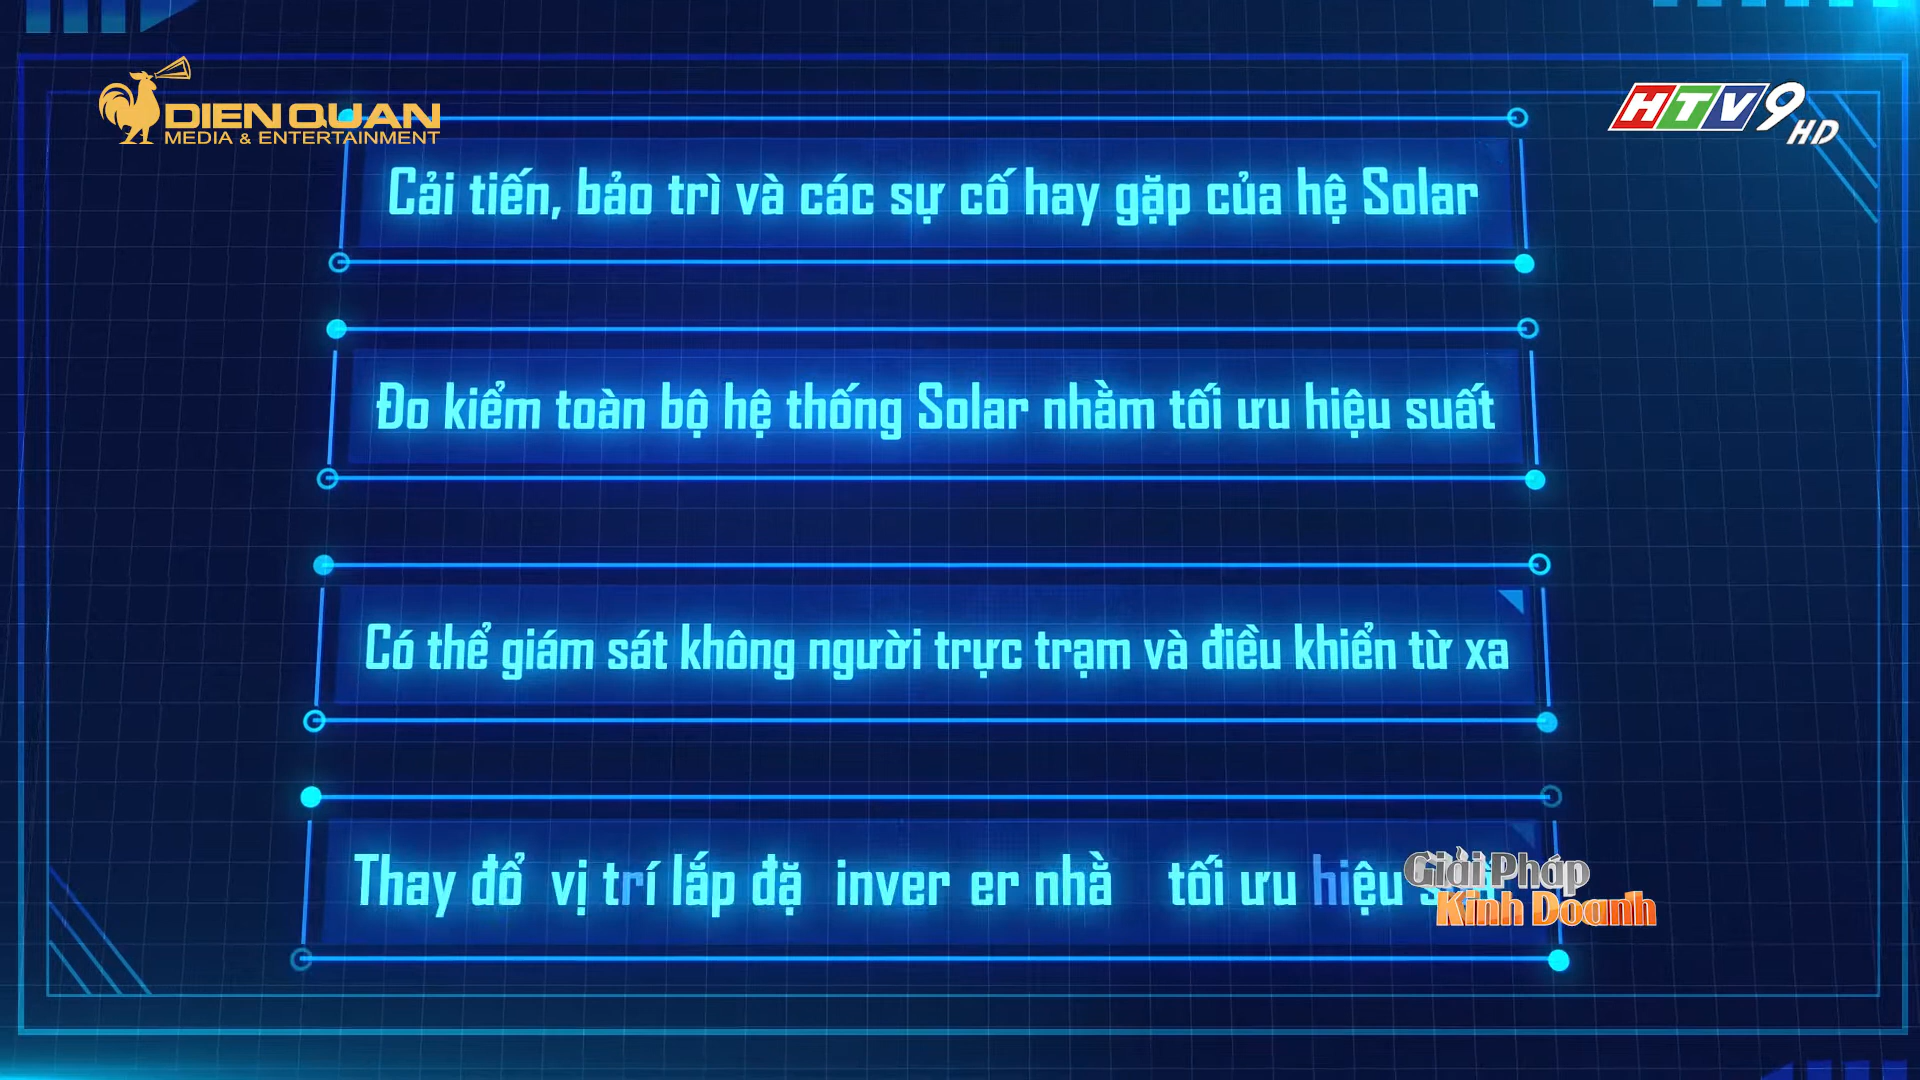 DIEN QUAN
MEDIA & ENTERTAINMENT
HTV9 HD
Cải tiến, bảo trì và các sự cố hay gặp của hệ Solar
Đo kiểm toàn bộ hệ thống Solar nhằm tối ưu hiệu suất
Có thể giám sát không người trực trạm và điều khiển từ xa
Thay đổ vị trí lắp đặ inver er nhằ tối ưu hiệu
Giải Pháp
Kinh Doanh